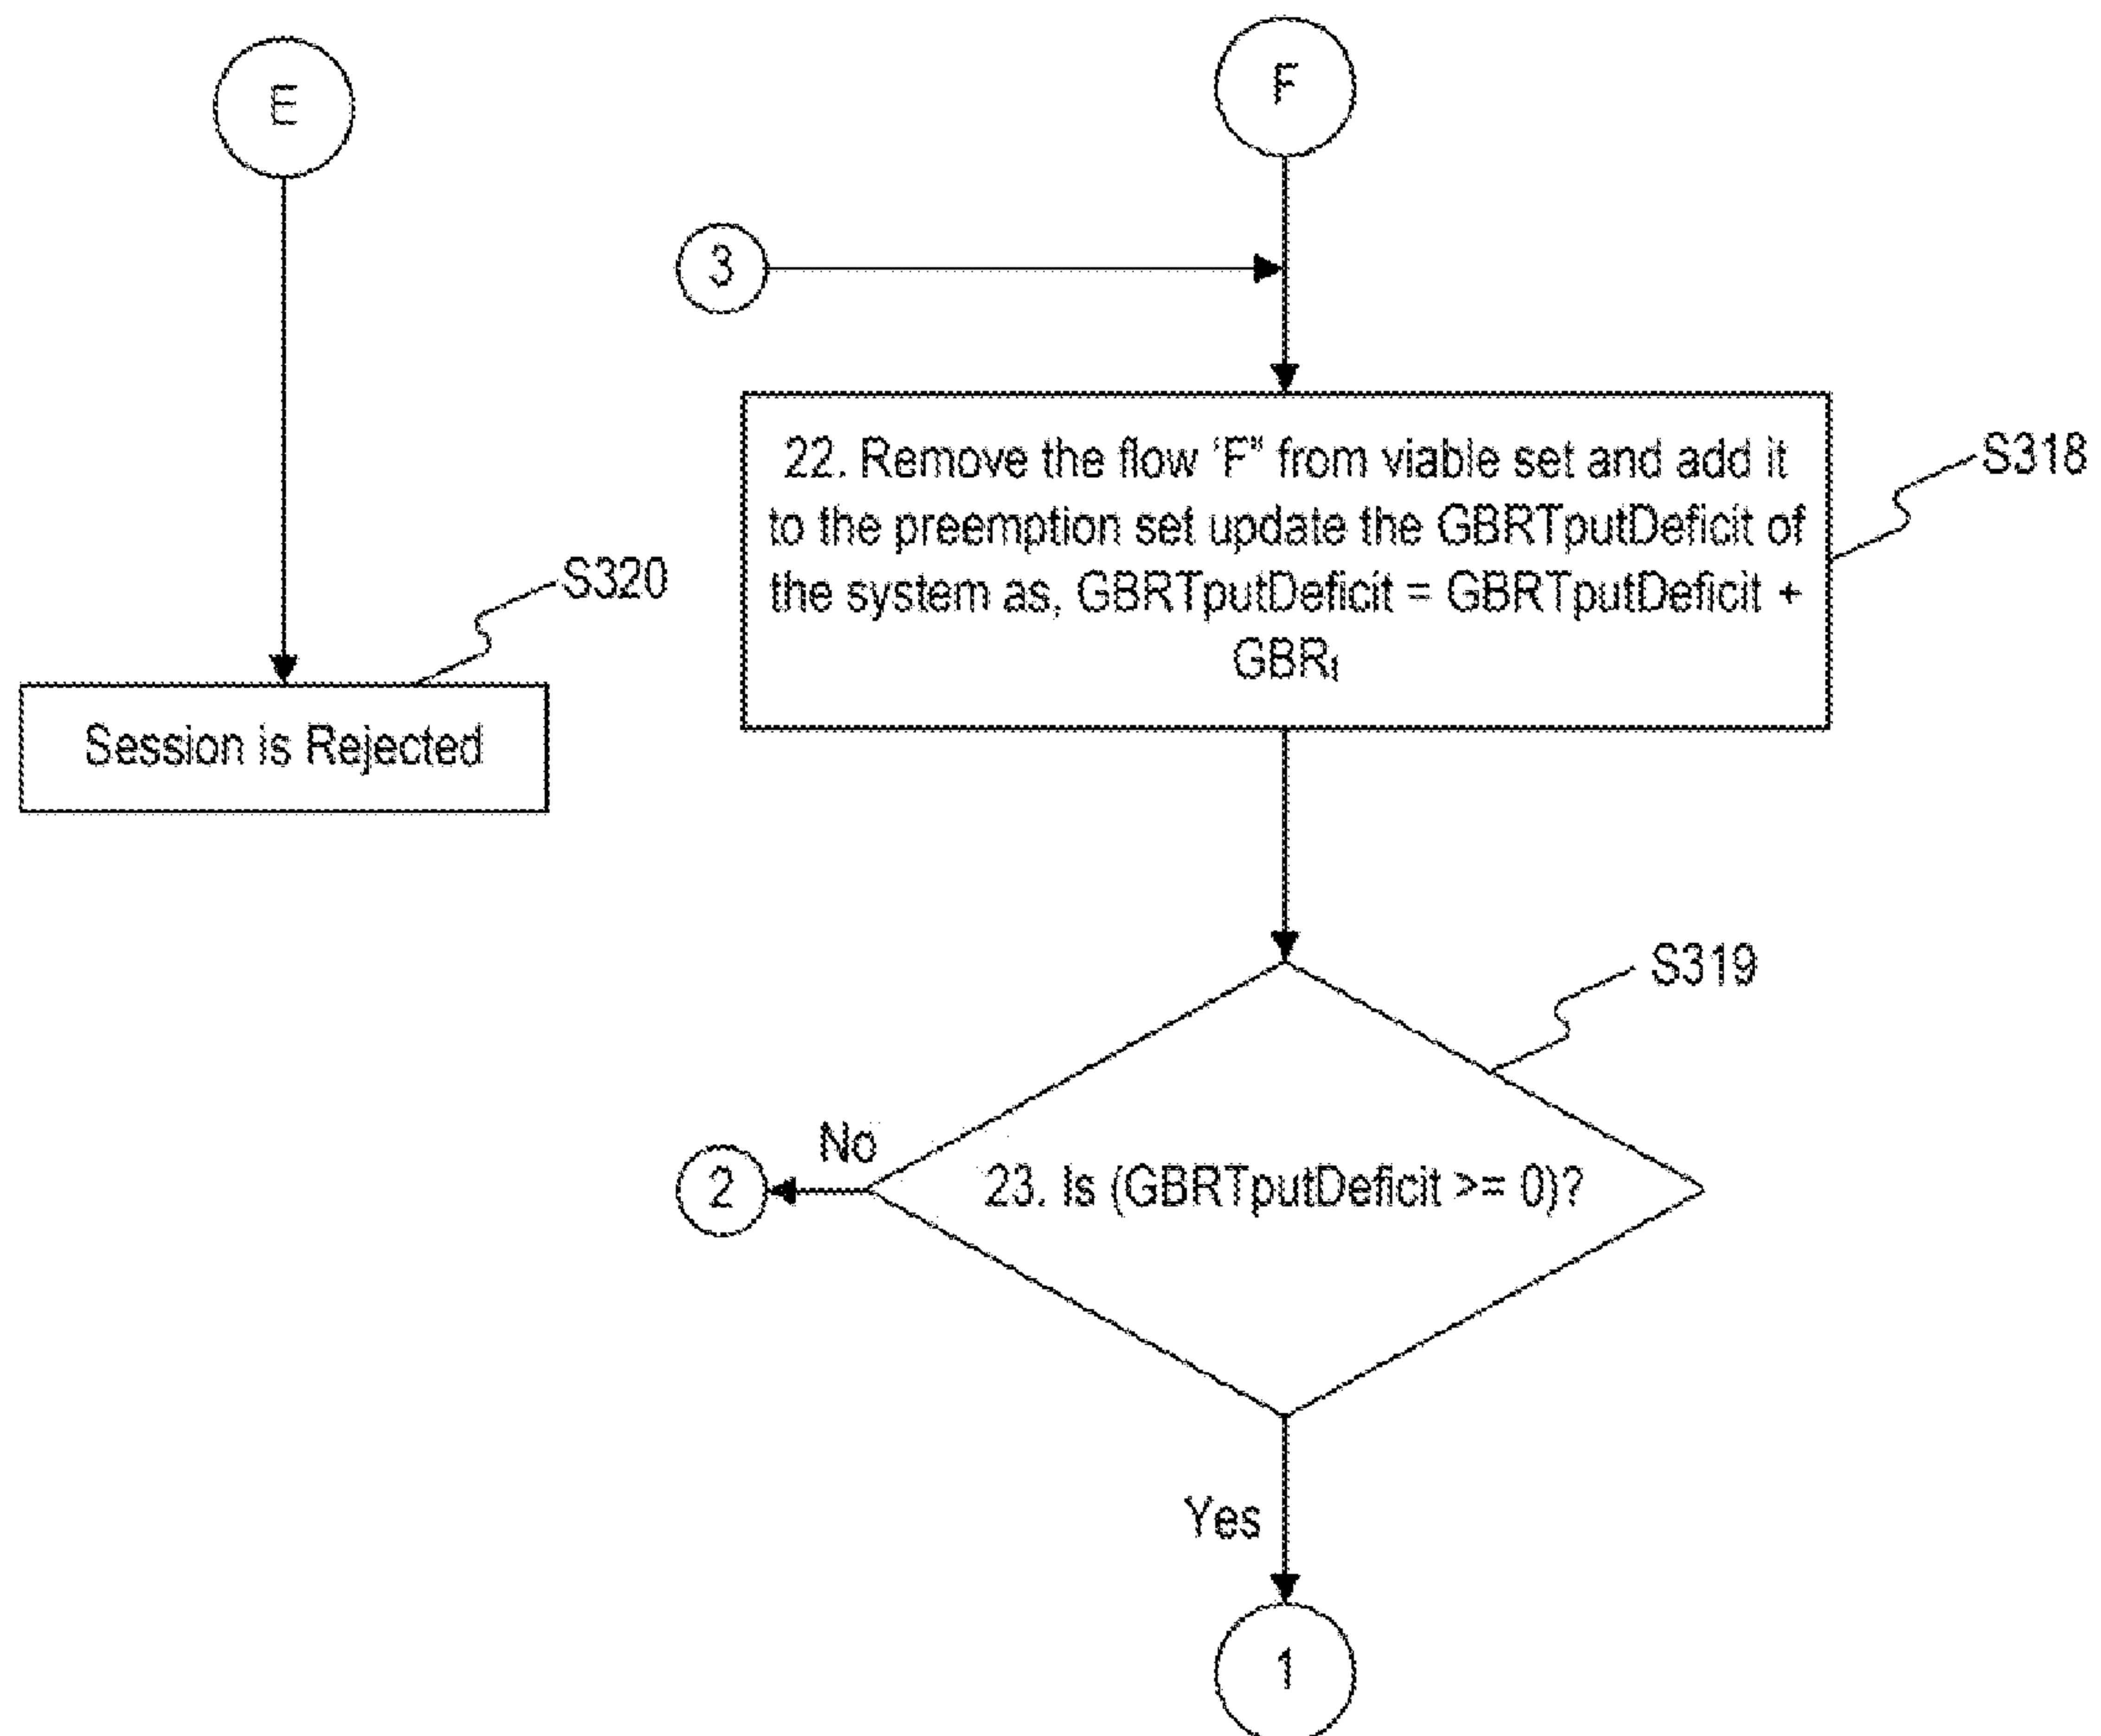 E
F
3
22. Remove the flow 'F" from viable set and add it
to the preemption set update the GBRTputDeficit of
the system as, GBRTputDeficit = GBRTputDeficit +
GBRf
S318
S320
Session is Rejected
S319
No
2
23. Is (GBRTputDeficit >= 0)?
Yes
1